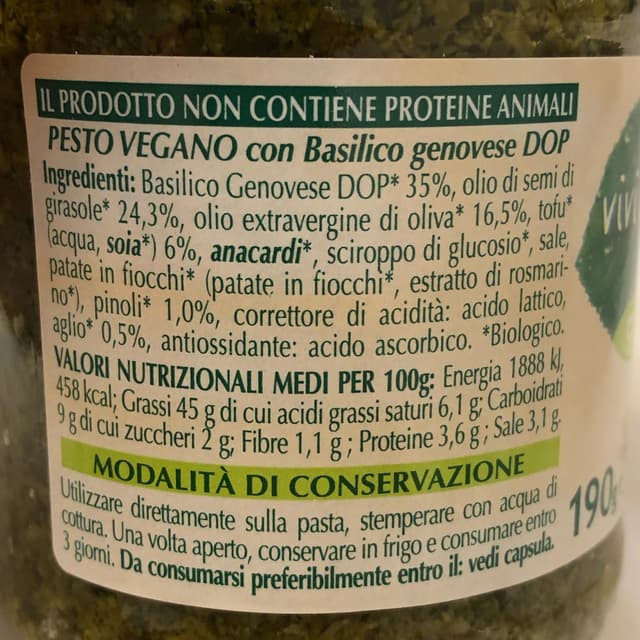 IL PRODOTTO NON CONTIENE PROTEINE ANIMALI
PESTO VEGANO con Basilico genovese DOP
Ingredienti: Basilico Genovese DOP* 35%, olio di semi di
girasole* 24,3%, olio extravergine di oliva* 16,5%, tofu*
(acqua, soia*) 6%, anacardi*, sciroppo di glucosio*, sale,
patate in fiocchi* (patate in fiocchi*, estratto di rosmari-
no*), pinoli* 1,0%, correttore di acidità: acido lattico,
aglio* 0,5%, antiossidante: acido ascorbico. *Biologico.
VALORI NUTRIZIONALI MEDI PER 100g: Energia 1888 kJ,
458 kcal; Grassi 45 g di cui acidi grassi saturi 6,1 g; Carboidrati
9 g di cui zuccheri 2 g; Fibre 1,1 g; Proteine 3,6 g; Sale 3,1 g.
MODALITÀ DI CONSERVAZIONE
Utilizzare direttamente sulla pasta, stemperare con acqua di
cottura. Una volta aperto, conservare in frigo e consumare entro
3 giorni. Da consumarsi preferibilmente entro il: vedi capsula.
190g